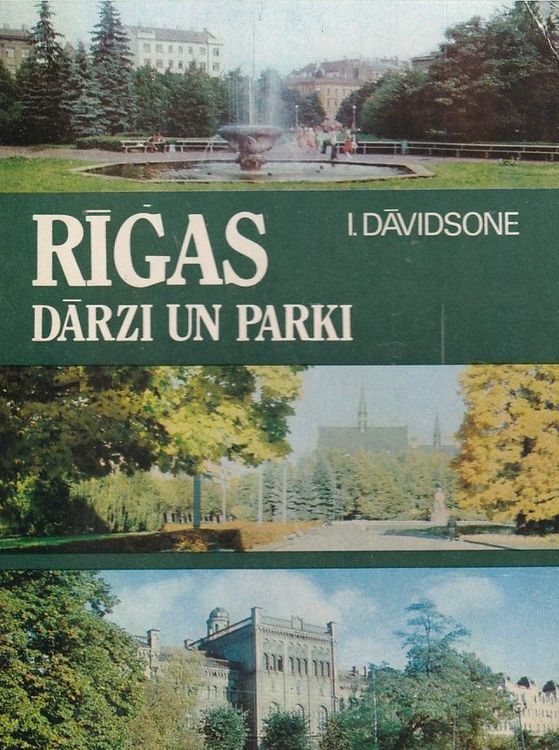 RĪGAS
I. DĀVIDSONE
DĀRZI UN PARKI